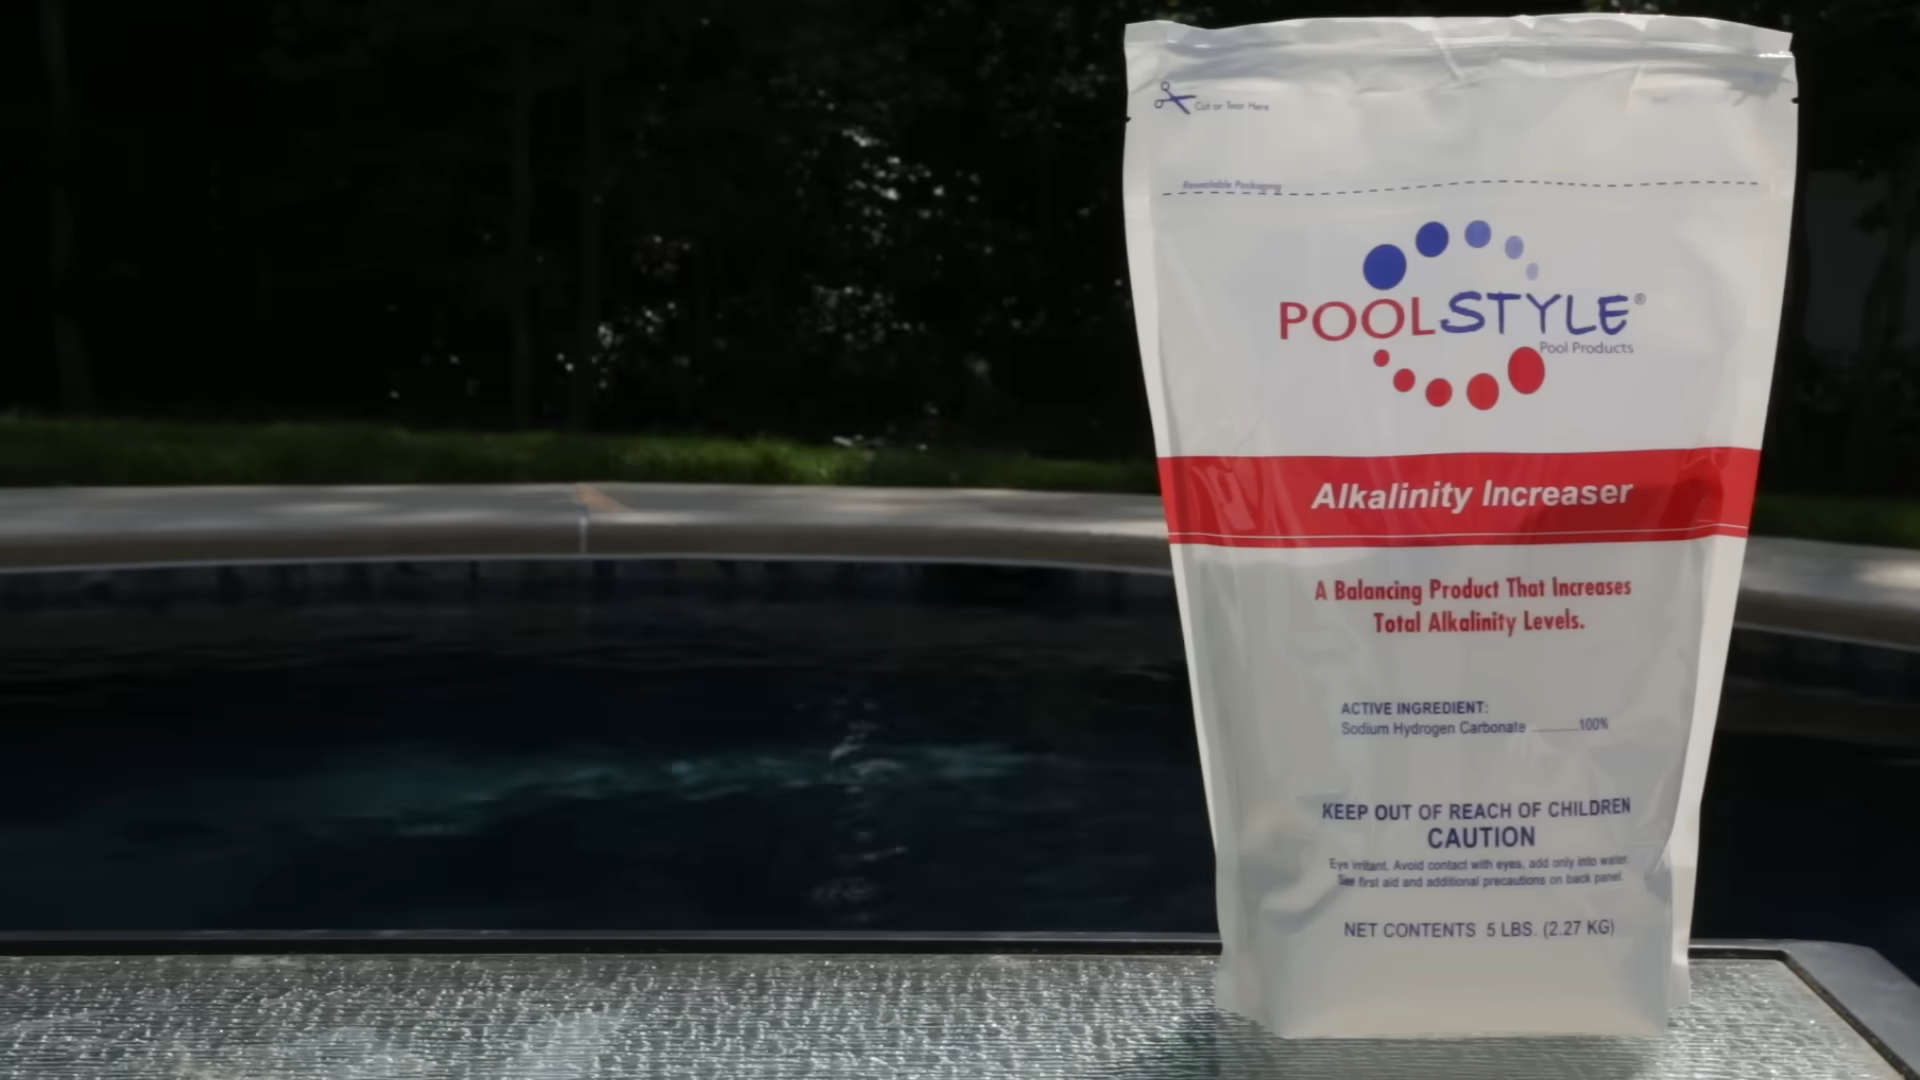 Cut or Tear Here
Resealable Packaging
POOLSTYLE®
Pool Products
Alkalinity Increaser
A Balancing Product That Increases
Total Alkalinity Levels.
ACTIVE INGREDIENT:
Sodium Hydrogen Carbonate ............100%
KEEP OUT OF REACH OF CHILDREN
CAUTION
Eye irritant. Avoid contact with eyes, add only into water.
See first aid and additional precautions on back panel
NET CONTENTS 5 LBS. (2.27 KG)